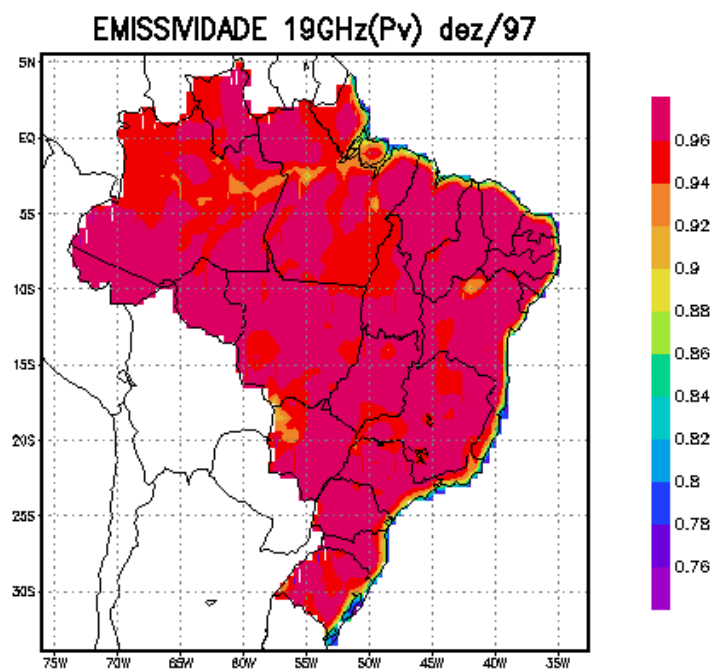 EMISSIVIDADE 19GHz(Pv) dez/97
5N
EQ
5S
10S
15S
20S
25S
30S
75W 70W 65W 60W 55W 50W 45W 40W 35W
0.96
0.94
0.92
0.9
0.88
0.86
0.84
0.82
0.8
0.78
0.76